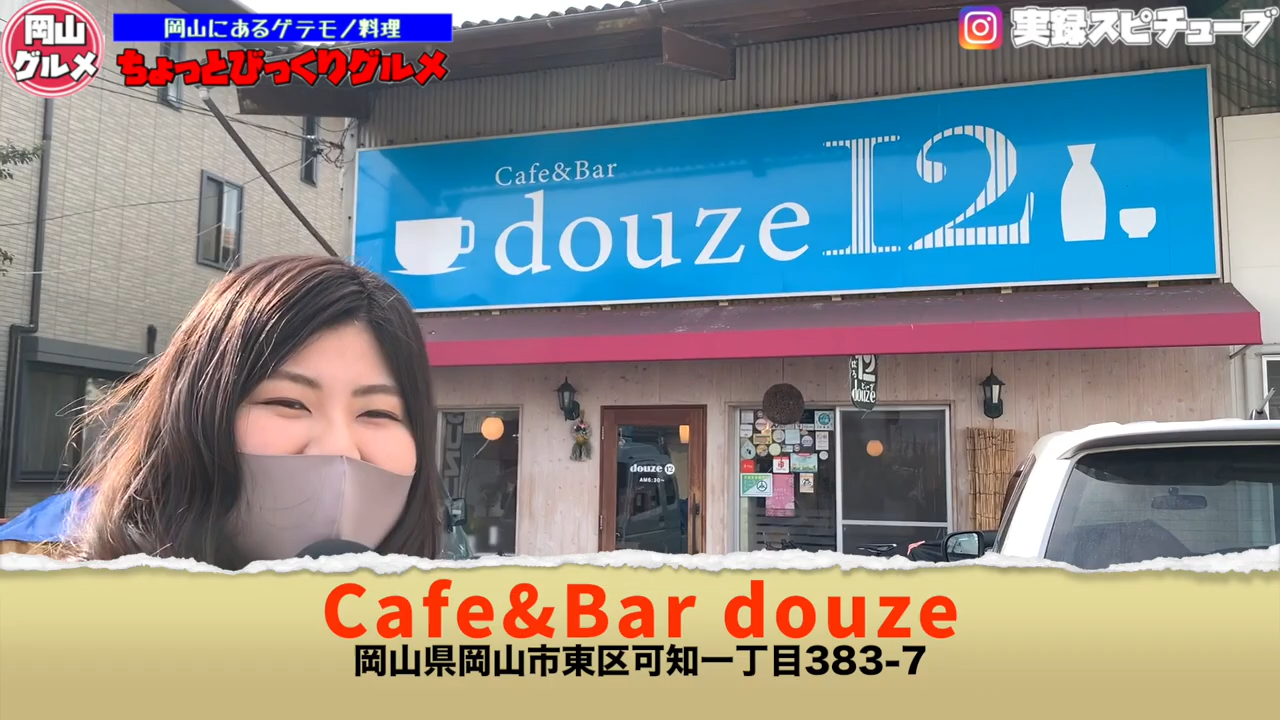 岡山
グルメ
岡山にあるゲテモノ料理
ちょっとびっくりグルメ
実録スピチューブ
Cafe&Bar
douze 12
12
douze
douze 12
AM6:30~
Cafe&Bar douze
岡山県岡山市東区可知一丁目383-7